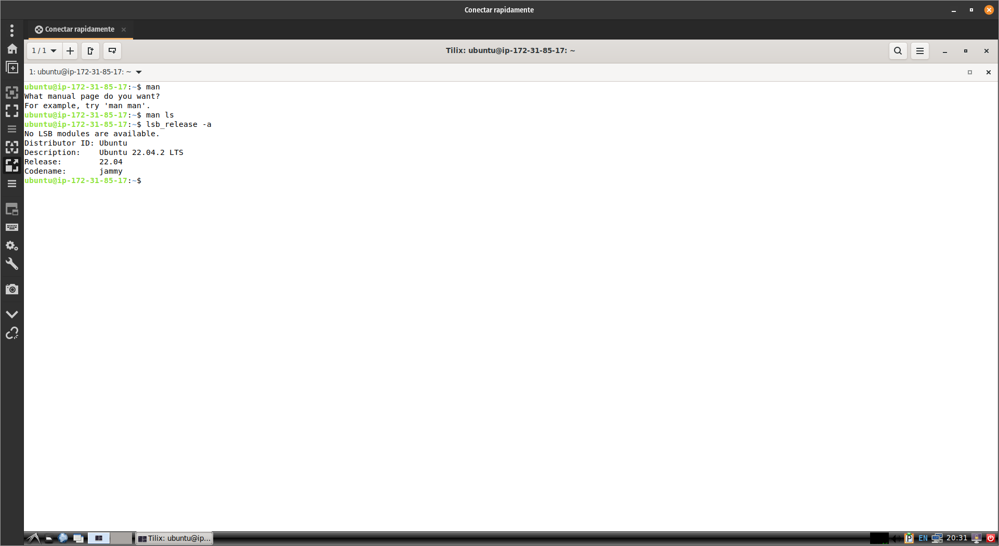 Conectar rapidamente
Conectar rapidamente
1 / 1
Tilix: ubuntu@ip-172-31-85-17: ~
1: ubuntu@ip-172-31-85-17: ~
ubuntu@ip-172-31-85-17:~$ man
What manual page do you want?
For example, try 'man man'.
ubuntu@ip-172-31-85-17:~$ man ls
ubuntu@ip-172-31-85-17:~$ lsb_release -a
No LSB modules are available.
Distributor ID: Ubuntu
Description:    Ubuntu 22.04.2 LTS
Release:        22.04
Codename:       jammy
ubuntu@ip-172-31-85-17:~$
Tilix: ubuntu@ip...
P EN 20:31